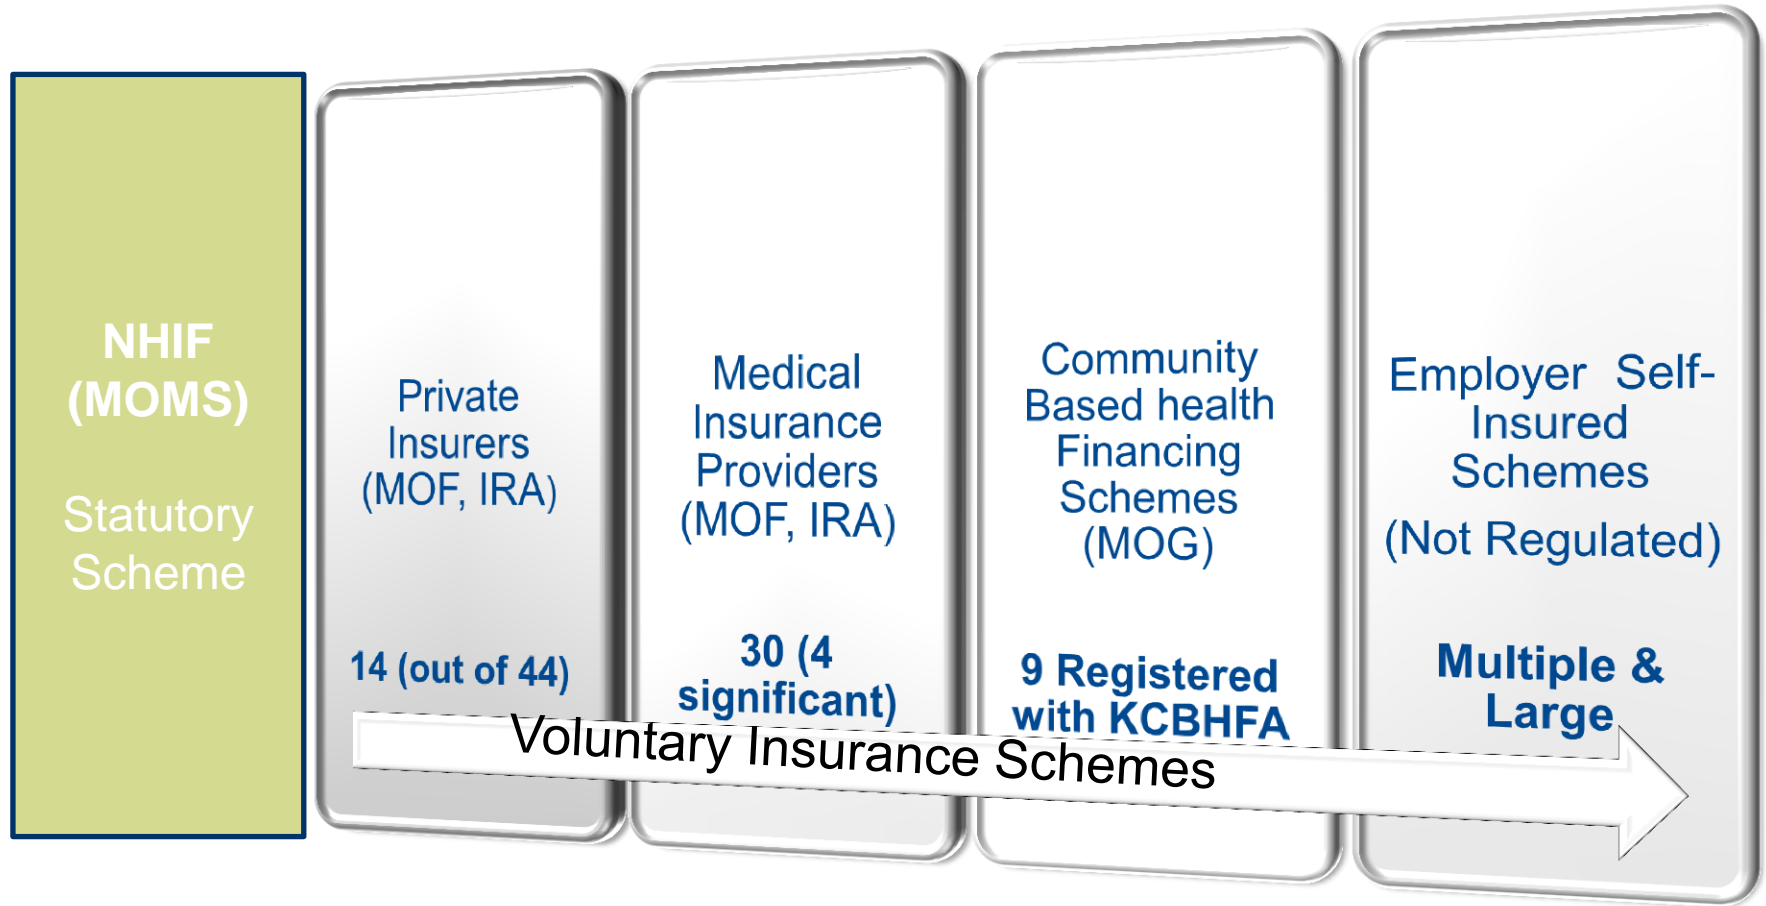 NHIF
(MOMS)
Statutory
Scheme
Private
Insurers
(MOF, IRA)
14 (out of 44)
Medical
Insurance
Providers
(MOF, IRA)
30 (4
significant)
Community
Based health
Financing
Schemes
(MOG)
9 Registered
with KCBHFA
Employer Self-
Insured
Schemes
(Not Regulated)
Multiple &
Large
Voluntary Insurance Schemes